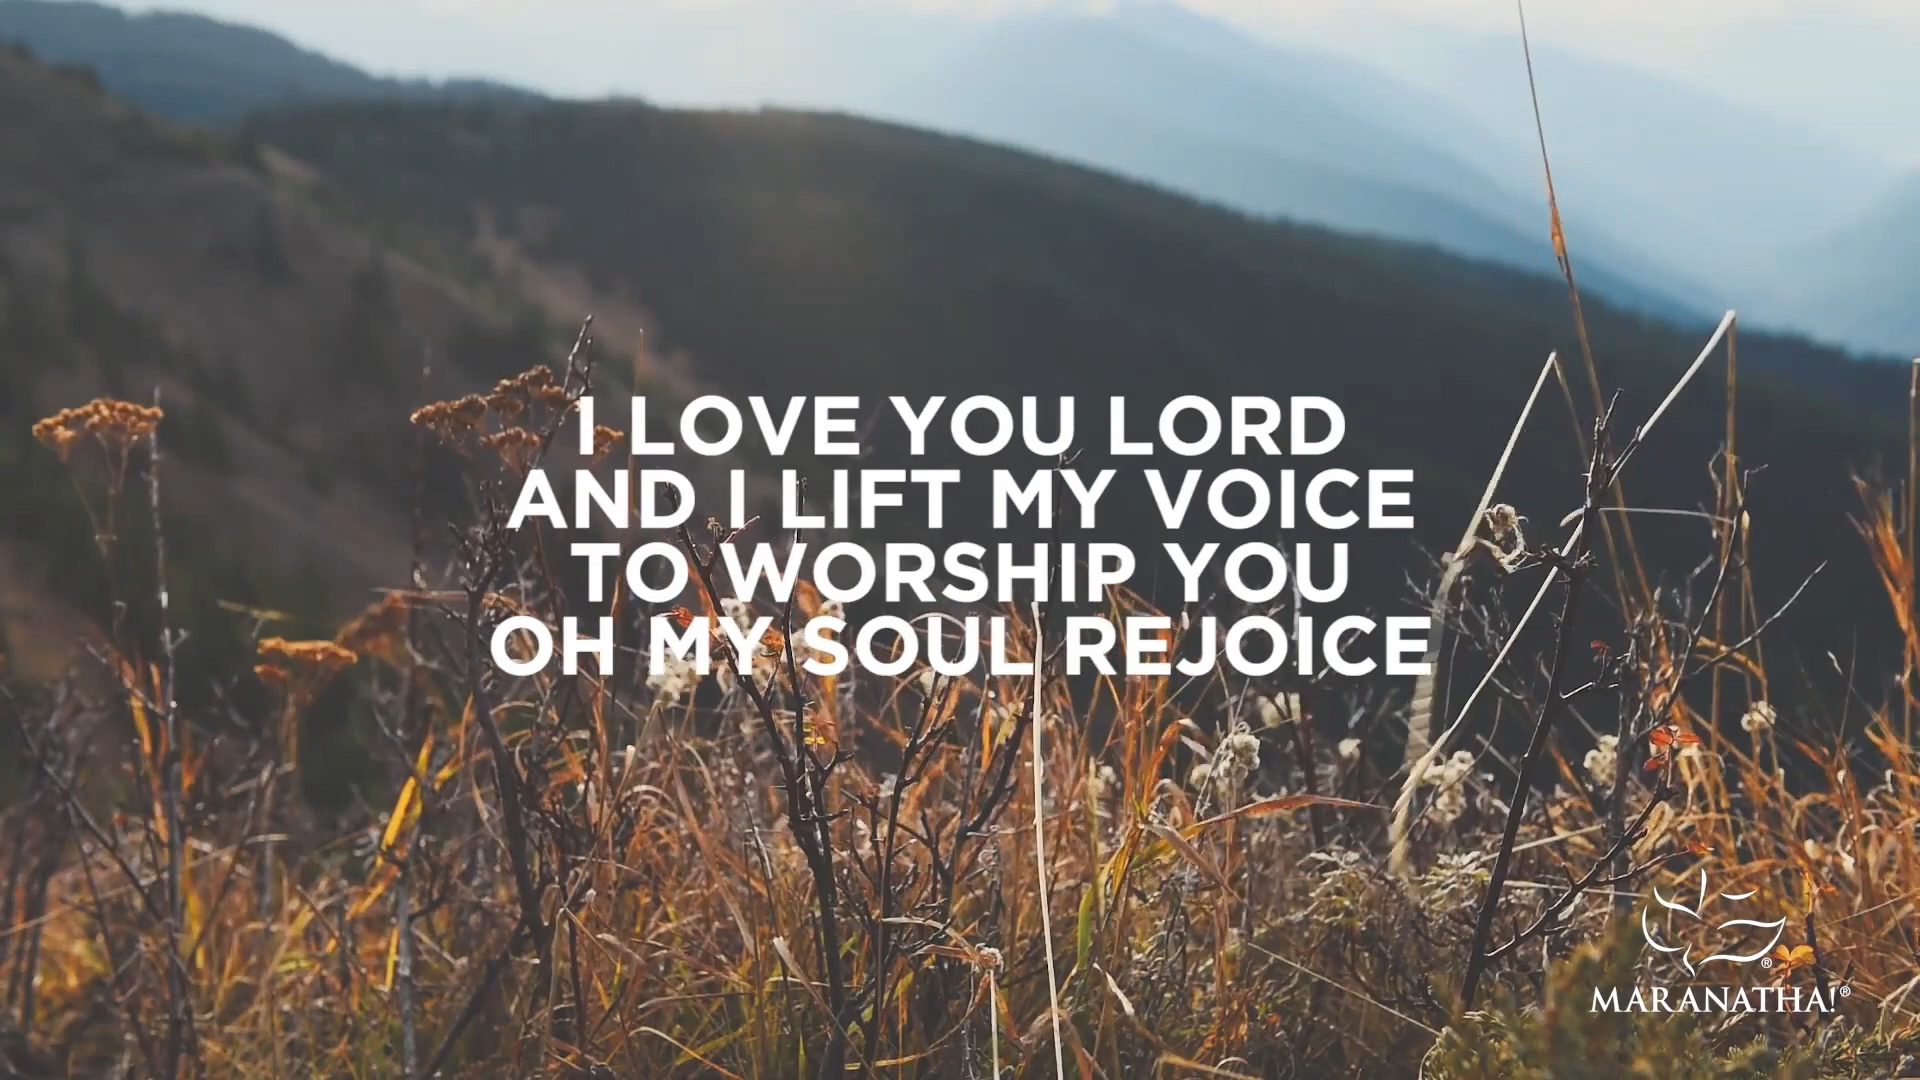 I LOVE YOU LORD
AND I LIFT MY VOICE
TO WORSHIP YOU
OH MY SOUL REJOICE
®
MARANATHA!®